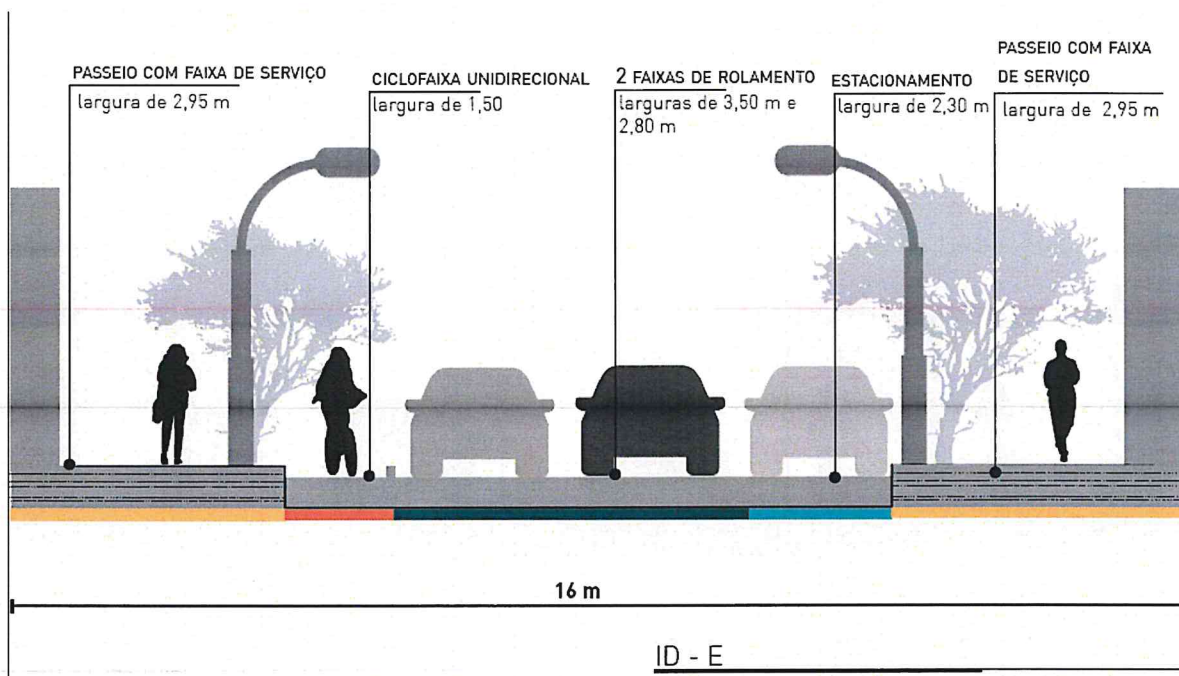 PASSEIO COM FAIXA DE SERVIÇO
largura de 2,95 m
CICLOFAIXA UNIDIRECIONAL
largura de 1,50
2 FAIXAS DE ROLAMENTO
larguras de 3,50 m e
2,80 m
ESTACIONAMENTO
largura de 2,30 m
PASSEIO COM FAIXA
DE SERVIÇO
largura de 2,95 m
16 m
ID - E